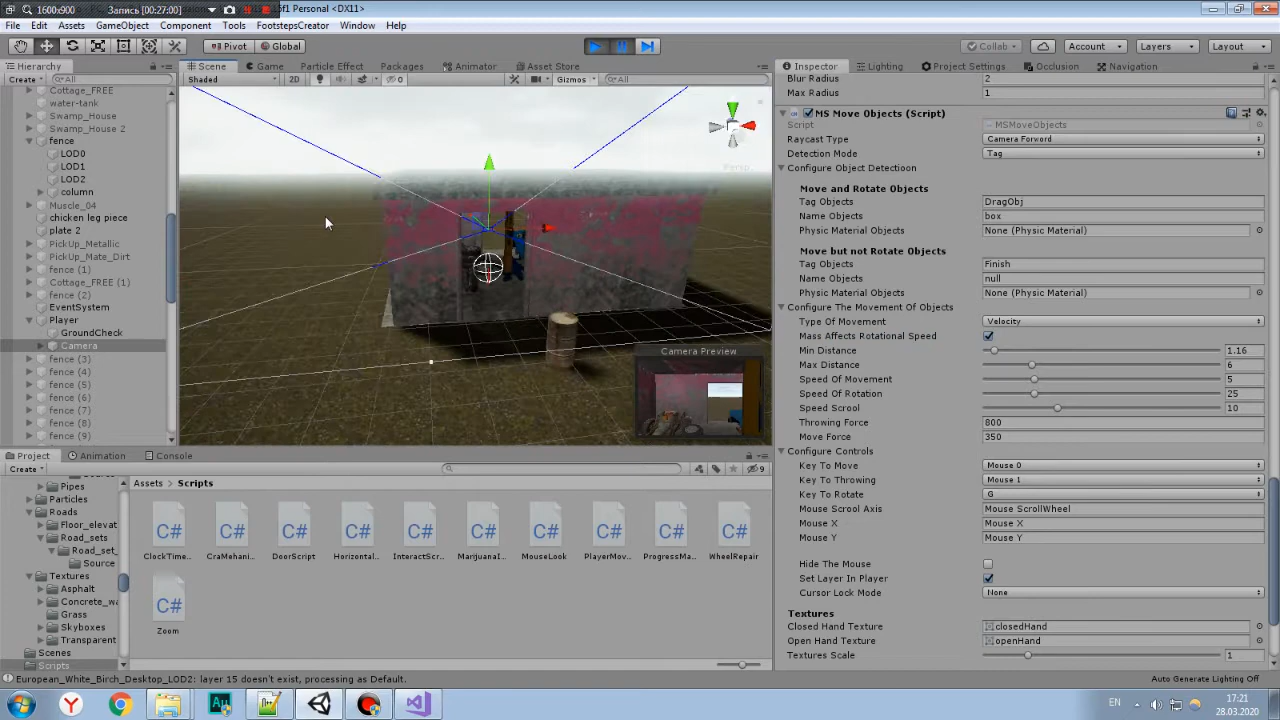 1600x900 Запись [00:27:00] of1 Personal <DX11>
File Edit Assets GameObject Component Tools FootstepsCreator Window Help
Pivot Global Collab Account Layers Layout
Hierarchy
Create All
Cottage_FREE
water-tank
Swamp_House
Swamp_House 2
fence
LOD0
LOD1
LOD2
column
Muscle_04
chicken leg piece
plate 2
PickUp_Metallic
PickUp_Mate_Dirt
fence (1)
Cottage_FREE (1)
fence (2)
EventSystem
Player
GroundCheck
Camera
fence (3)
fence (4)
fence (5)
fence (6)
fence (7)
fence (8)
fence (9)
Scene Game Particle Effect Packages Animator Asset Store
Shaded 2D 0 Gizmos All
Persp
Camera Preview
Inspector Lighting Project Settings Occlusion Navigation
Blur Radius 2
Max Radius 1
MS Move Objects (Script)
Script MSMoveObjects
Raycast Type Camera Forword
Detection Mode Tag
Configure Object Detectioon
Move and Rotate Objects
Tag Objects DragObj
Name Objects box
Physic Material Objects None (Physic Material)
Move but not Rotate Objects
Tag Objects Finish
Name Objects null
Physic Material Objects None (Physic Material)
Configure The Movement Of Objects
Type Of Movement Velocity
Mass Affects Rotational Speed
Min Distance 1.16
Max Distance 6
Speed Of Movement 5
Speed Of Rotation 25
Speed Scrool 10
Throwing Force 800
Move Force 350
Configure Controls
Key To Move Mouse 0
Key To Throwing Mouse 1
Key To Rotate G
Mouse Scrool Axis Mouse ScrollWheel
Mouse X Mouse X
Mouse Y Mouse Y
Hide The Mouse
Set Layer In Player
Cursor Lock Mode None
Textures
Closed Hand Texture closedHand
Open Hand Texture openHand
Textures Scale 1
Project Animation Console
Create 9
Pipes
Particles
Roads
Floor_elevat
Road_sets
Road_set_
Source
Textures
Asphalt
Concrete_wa
Grass
Skyboxes
Transparent
Scenes
Scripts
Assets Scripts
C# C# C# C# C# C# C# C# C# C#
ClockTime... CraMehani... DoorScript Horizontal... InteractScr... MarijuanaI... MouseLook PlayerMov... ProgressMa... WheelRepair
C#
Zoom
European_White_Birch_Desktop_LOD2: layer 15 doesn't exist, processing as Default.
Auto Generate Lighting Off
EN 17:21
28.03.2020